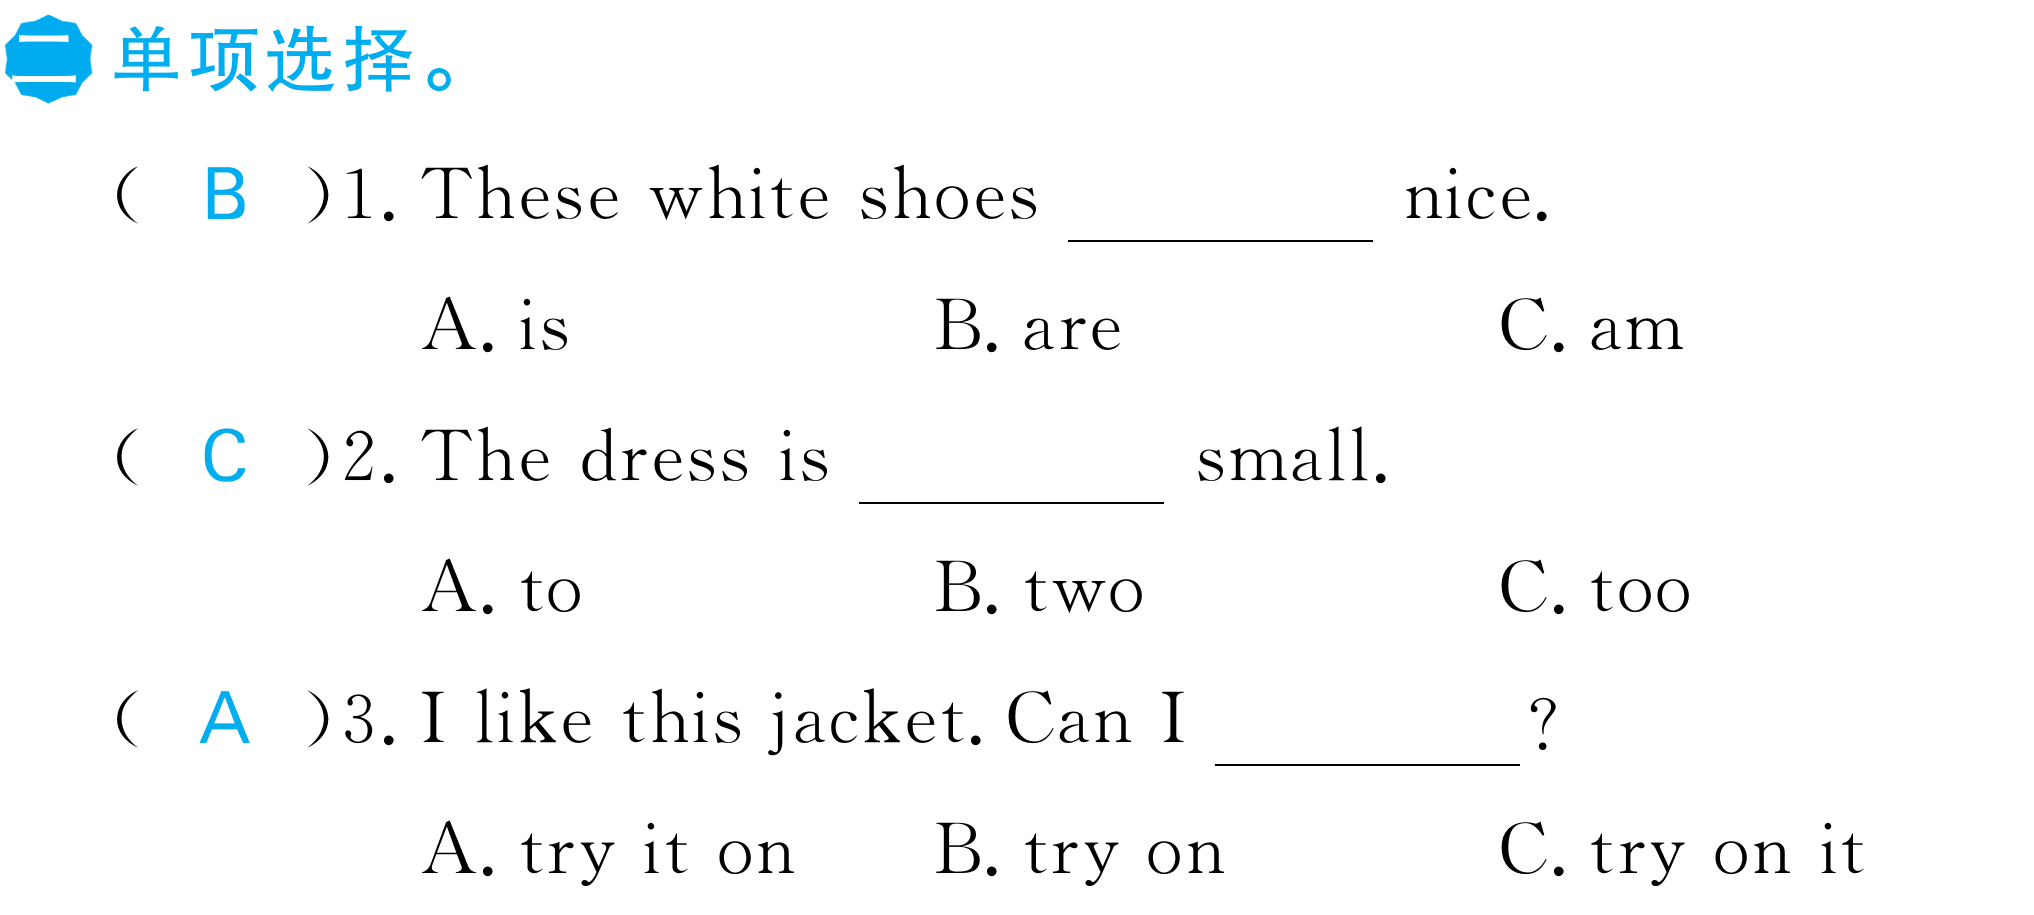 二 单项选择。
( B )1. These white shoes ________ nice.
A. is B. are C. am
( C )2. The dress is ________ small.
A. to B. two C. too
( A )3. I like this jacket. Can I ________?
A. try it on B. try on C. try on it